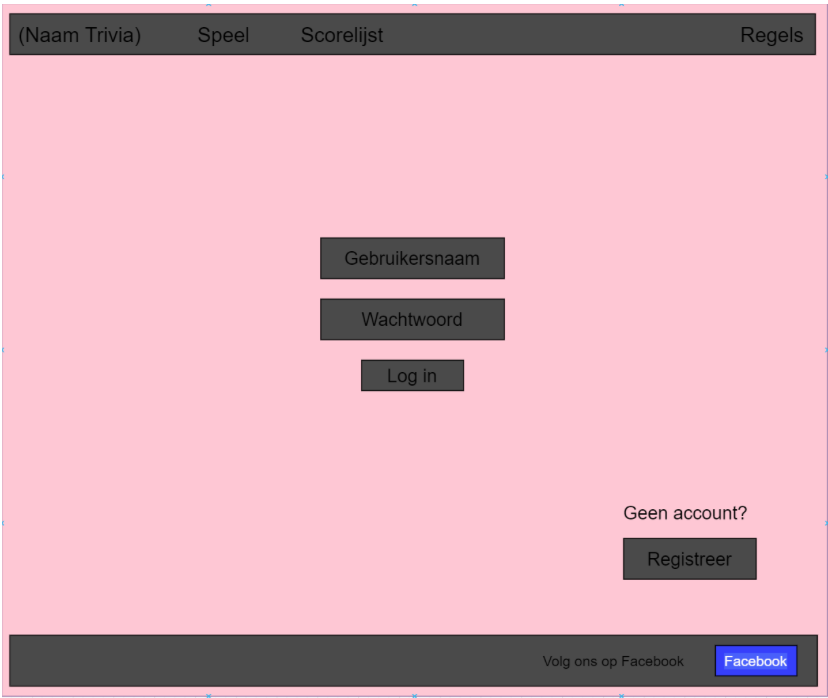 (Naam Trivia) Speel Scorelijst Regels
Gebruikersnaam
Wachtwoord
Log in
Geen account?
Registreer
Volg ons op Facebook Facebook